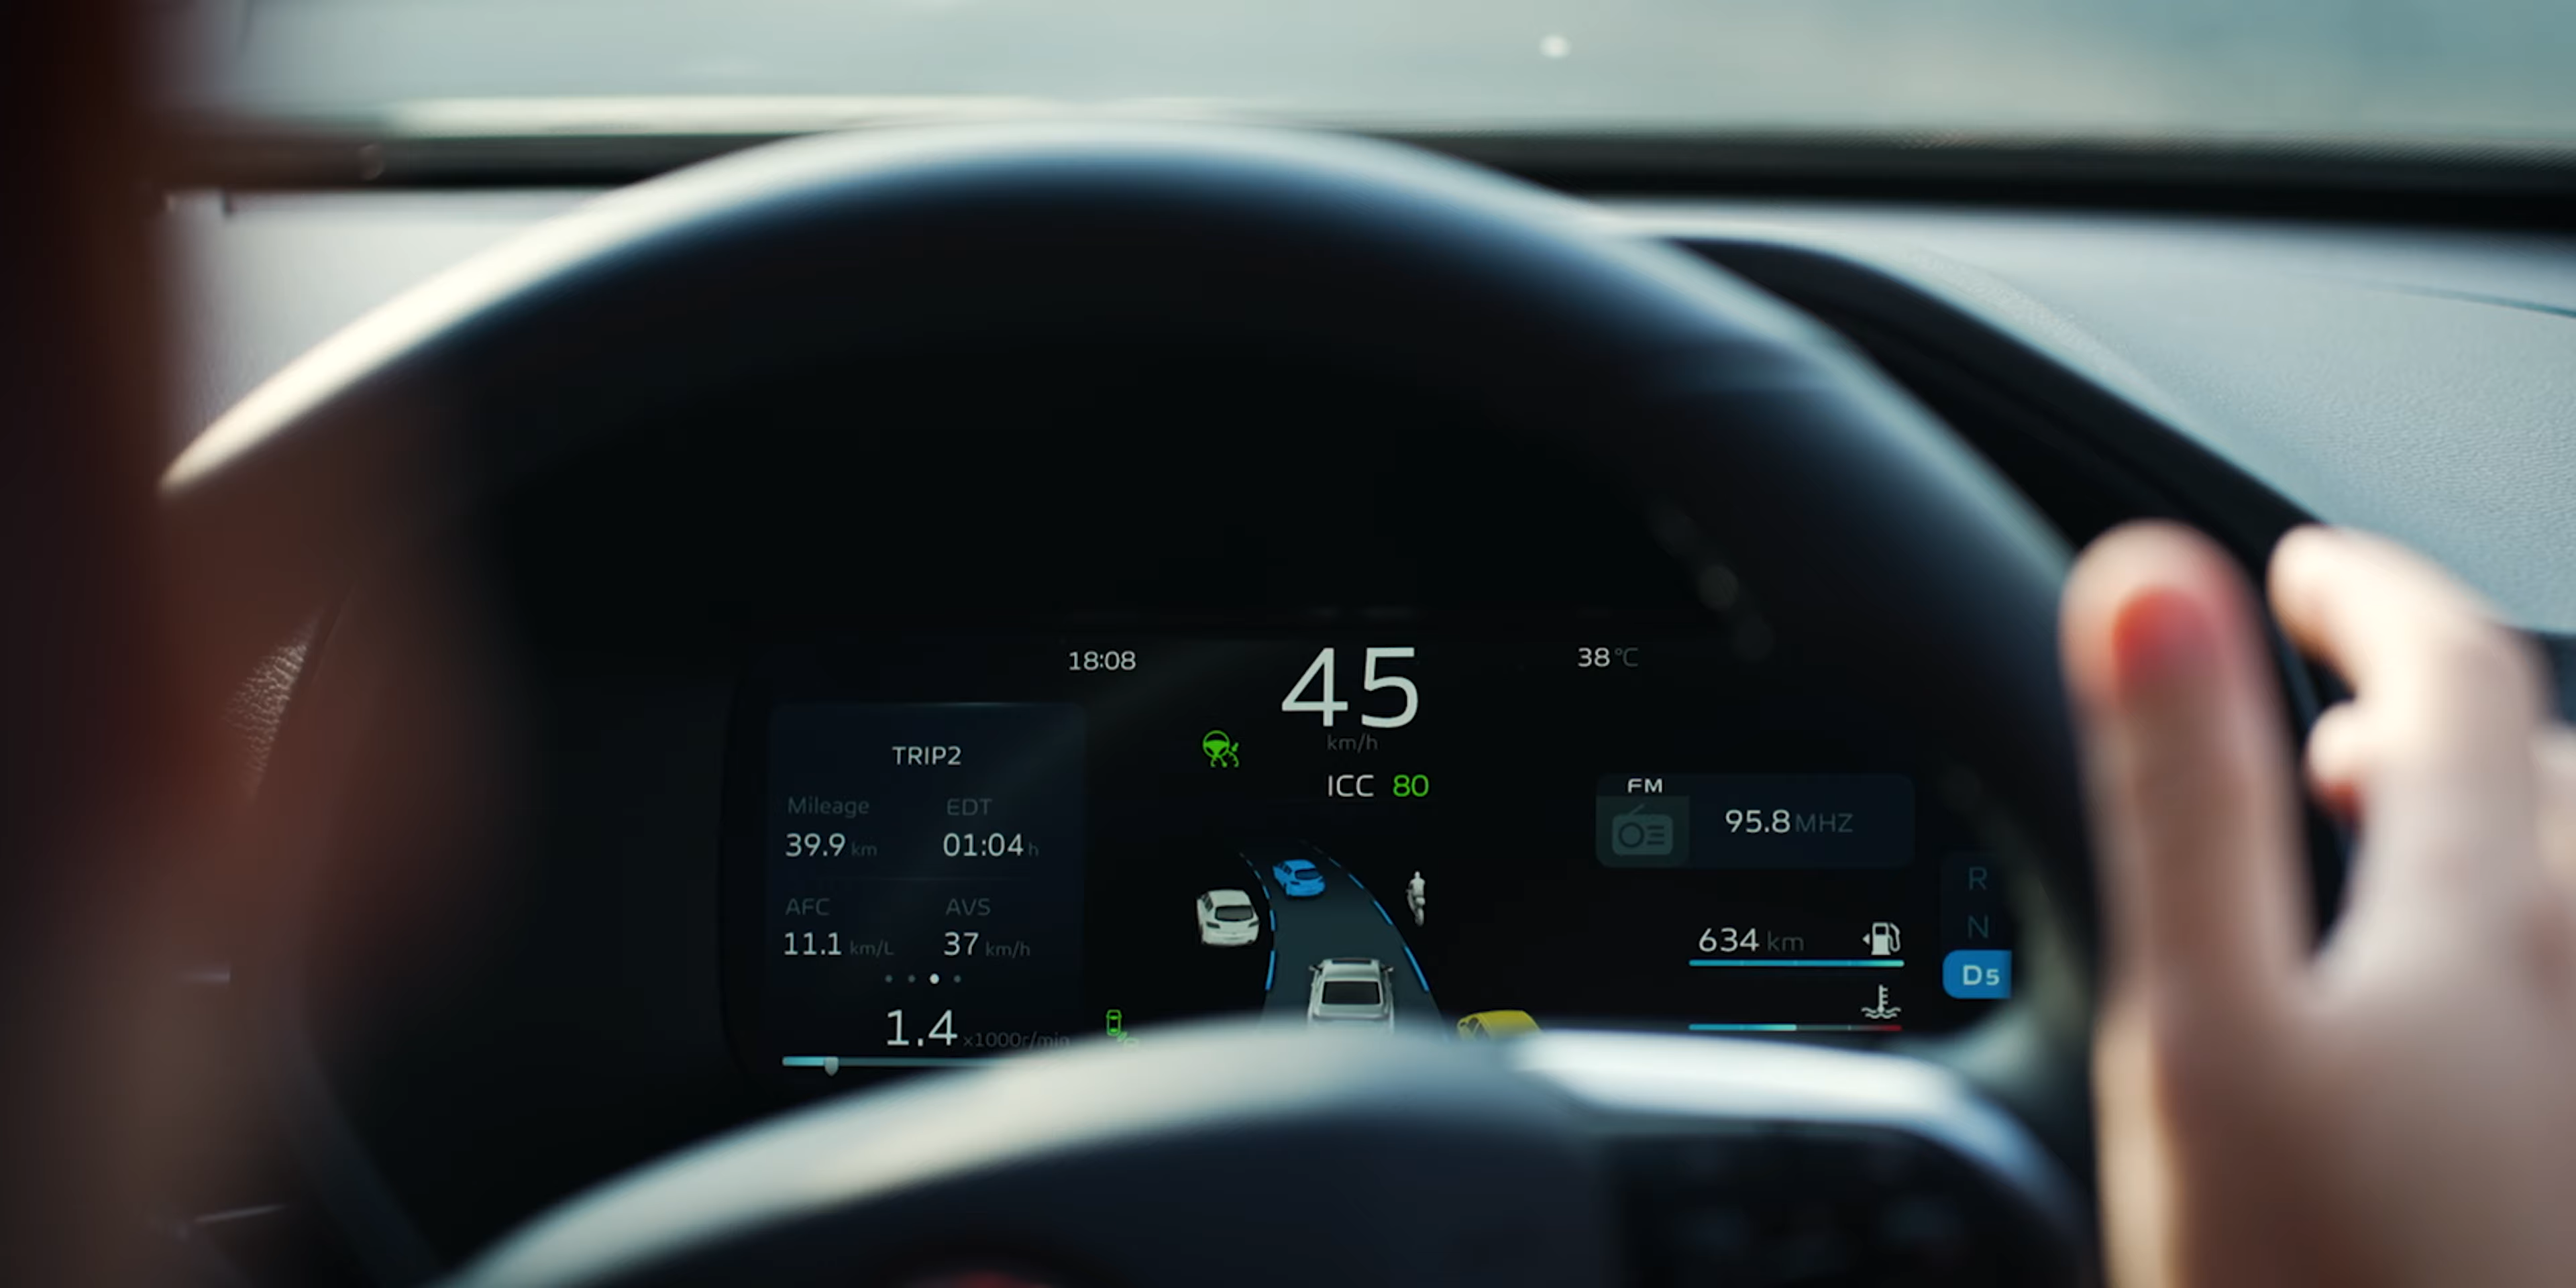 18:08
45
km/h
ICC 80
38 °C
TRIP2
Mileage EDT
39.9 km 01:04 h
AFC AVS
11.1 km/L 37 km/h
1.4 x1000r/min
FM
95.8 MHZ
634 km
R
N
D5